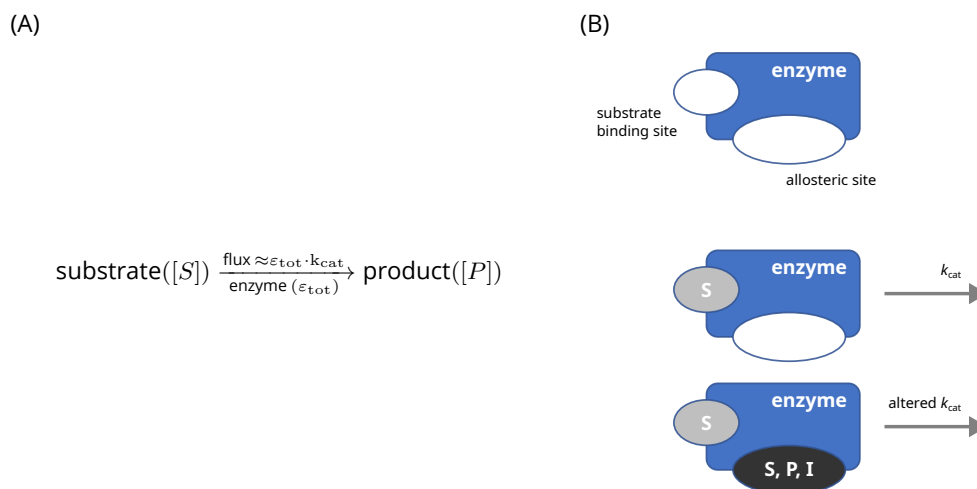 (A)
substrate([S]) flux ≈ε_tot·k_cat product([P])
enzyme (ε_tot)
(B)
enzyme
substrate
binding site
allosteric site
enzyme
S
k_cat
enzyme
S
altered k_cat
S, P, I